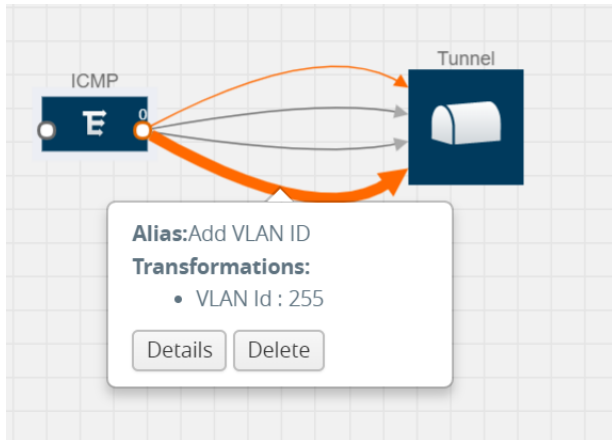 Tunnel
ICMP
0
Alias:Add VLAN ID
Transformations:
• VLAN Id : 255
Details Delete